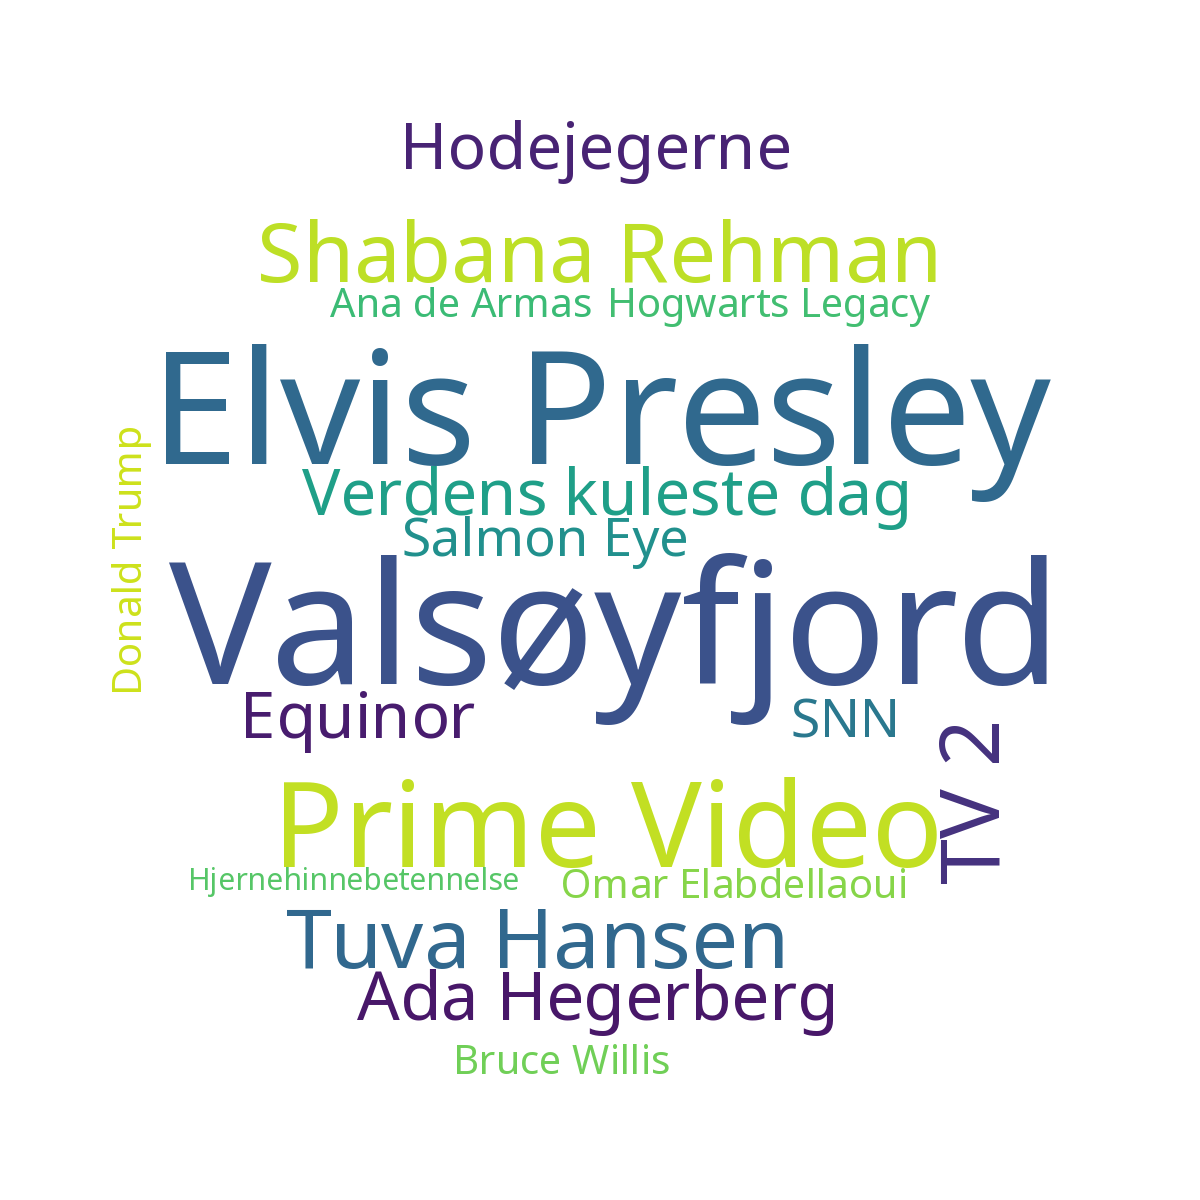 Hodejegerne
Shabana Rehman
Ana de Armas
Hogwarts Legacy
Elvis Presley
Donald Trump
Verdens kuleste dag
Salmon Eye
Valsøyfjord
Equinor
SNN
TV 2
Prime Video
Hjernehinnebetennelse
Omar Elabdellaoui
Tuva Hansen
Ada Hegerberg
Bruce Willis